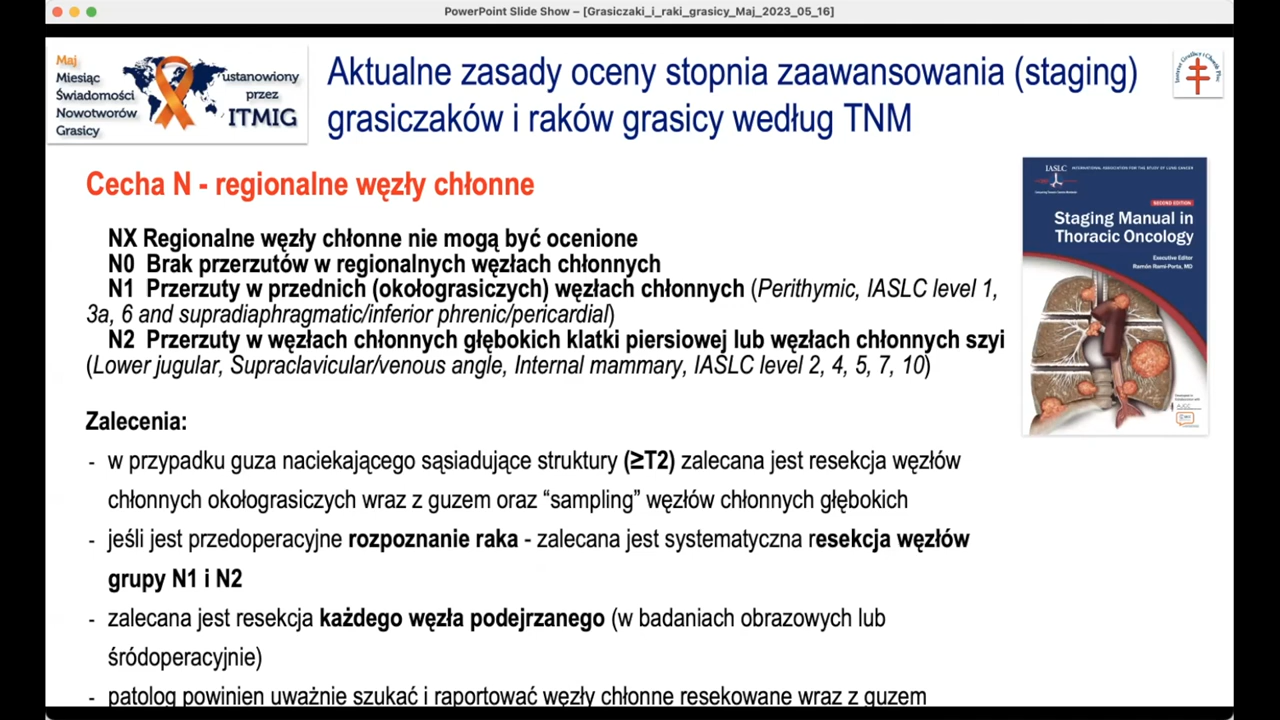 PowerPoint Slide Show – [Grasiczaki_i_raki_grasicy_Maj_2023_05_16]
Maj
Miesiąc
Świadomości
Nowotworów
Grasicy
ustanowiony
przez
ITMIG
Aktualne zasady oceny stopnia zaawansowania (staging)
grasiczaków i raków grasicy według TNM
Cecha N - regionalne węzły chłonne
NX Regionalne węzły chłonne nie mogą być ocenione
N0 Brak przerzutów w regionalnych węzłach chłonnych
N1 Przerzuty w przednich (okołograsiczych) węzłach chłonnych (Perithymic, IASLC level 1,
3a, 6 and supradiaphragmatic/inferior phrenic/pericardial)
N2 Przerzuty w węzłach chłonnych głębokich klatki piersiowej lub węzłach chłonnych szyi
(Lower jugular, Supraclavicular/venous angle, Internal mammary, IASLC level 2, 4, 5, 7, 10)
Zalecenia:
- w przypadku guza naciekającego sąsiadujące struktury (≥T2) zalecana jest resekcja węzłów
chłonnych okołograsiczych wraz z guzem oraz “sampling” węzłów chłonnych głębokich
- jeśli jest przedoperacyjne rozpoznanie raka - zalecana jest systematyczna resekcja węzłów
grupy N1 i N2
- zalecana jest resekcja każdego węzła podejrzanego (w badaniach obrazowych lub
śródoperacyjnie)
- patolog powinien uważnie szukać i raportować węzły chłonne resekowane wraz z guzem
IASLC
INTERNATIONAL ASSOCIATION FOR THE STUDY OF LUNG CANCER
SECOND EDITION
Staging Manual in
Thoracic Oncology
Executive Editor
Ramón Rami-Porta, MD
AJCC